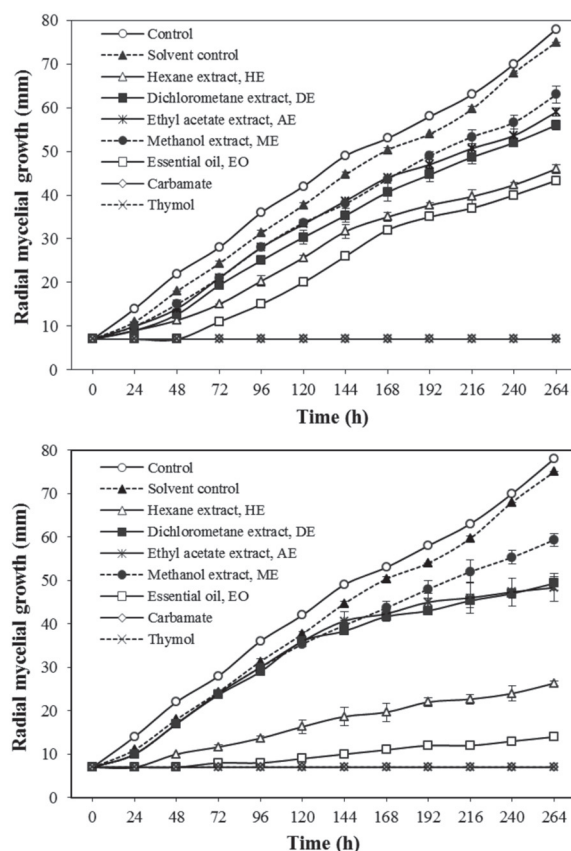 80
70
60
50
40
30
20
10
0
Radial mycelial growth (mm)
Control
Solvent control
Hexane extract, HE
Dichlorometane extract, DE
Ethyl acetate extract, AE
Methanol extract, ME
Essential oil, EO
Carbamate
Thymol
0 24 48 72 96 120 144 168 192 216 240 264
Time (h)
80
70
60
50
40
30
20
10
0
Radial mycelial growth (mm)
Control
Solvent control
Hexane extract, HE
Dichlorometane extract, DE
Ethyl acetate extract, AE
Methanol extract, ME
Essential oil, EO
Carbamate
Thymol
0 24 48 72 96 120 144 168 192 216 240 264
Time (h)